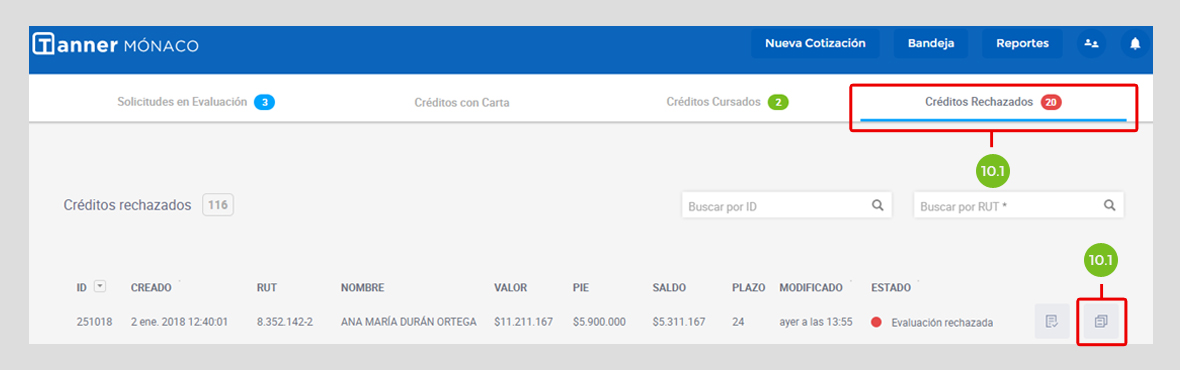 Tanner MÓNACO
Nueva Cotización
Bandeja
Reportes
Solicitudes en Evaluación 3
Créditos con Carta
Créditos Cursados 2
Créditos Rechazados 20
10.1
Créditos rechazados 116
Buscar por ID
Buscar por RUT *
10.1
ID CREADO RUT NOMBRE VALOR PIE SALDO PLAZO MODIFICADO ESTADO
251018 2 ene. 2018 12:40:01 8.352.142-2 ANA MARÍA DURÁN ORTEGA $11.211.167 $5.900.000 $5.311.167 24 ayer a las 13:55 Evaluación rechazada